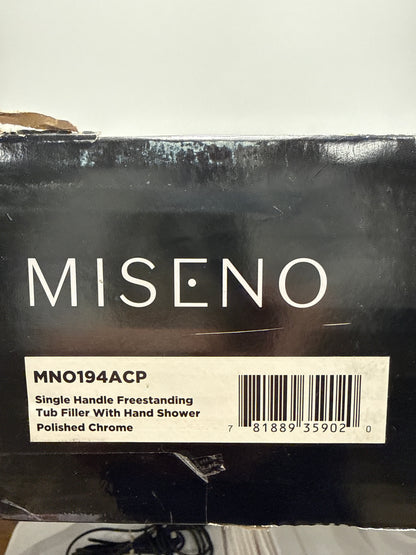 MISENO
MNO194ACP
Single Handle Freestanding
Tub Filler With Hand Shower
Polished Chrome
7 81889 35902 0